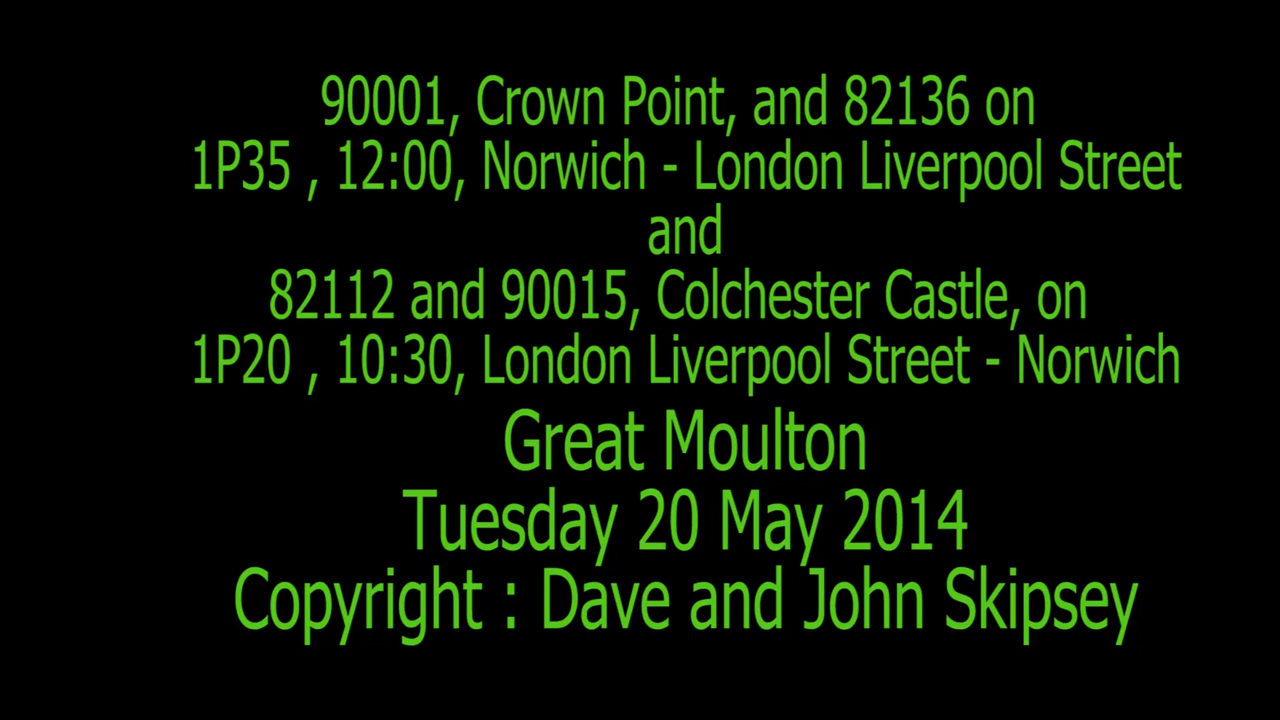 90001, Crown Point, and 82136 on
1P35 , 12:00, Norwich - London Liverpool Street
and
82112 and 90015, Colchester Castle, on
1P20 , 10:30, London Liverpool Street - Norwich
Great Moulton
Tuesday 20 May 2014
Copyright : Dave and John Skipsey